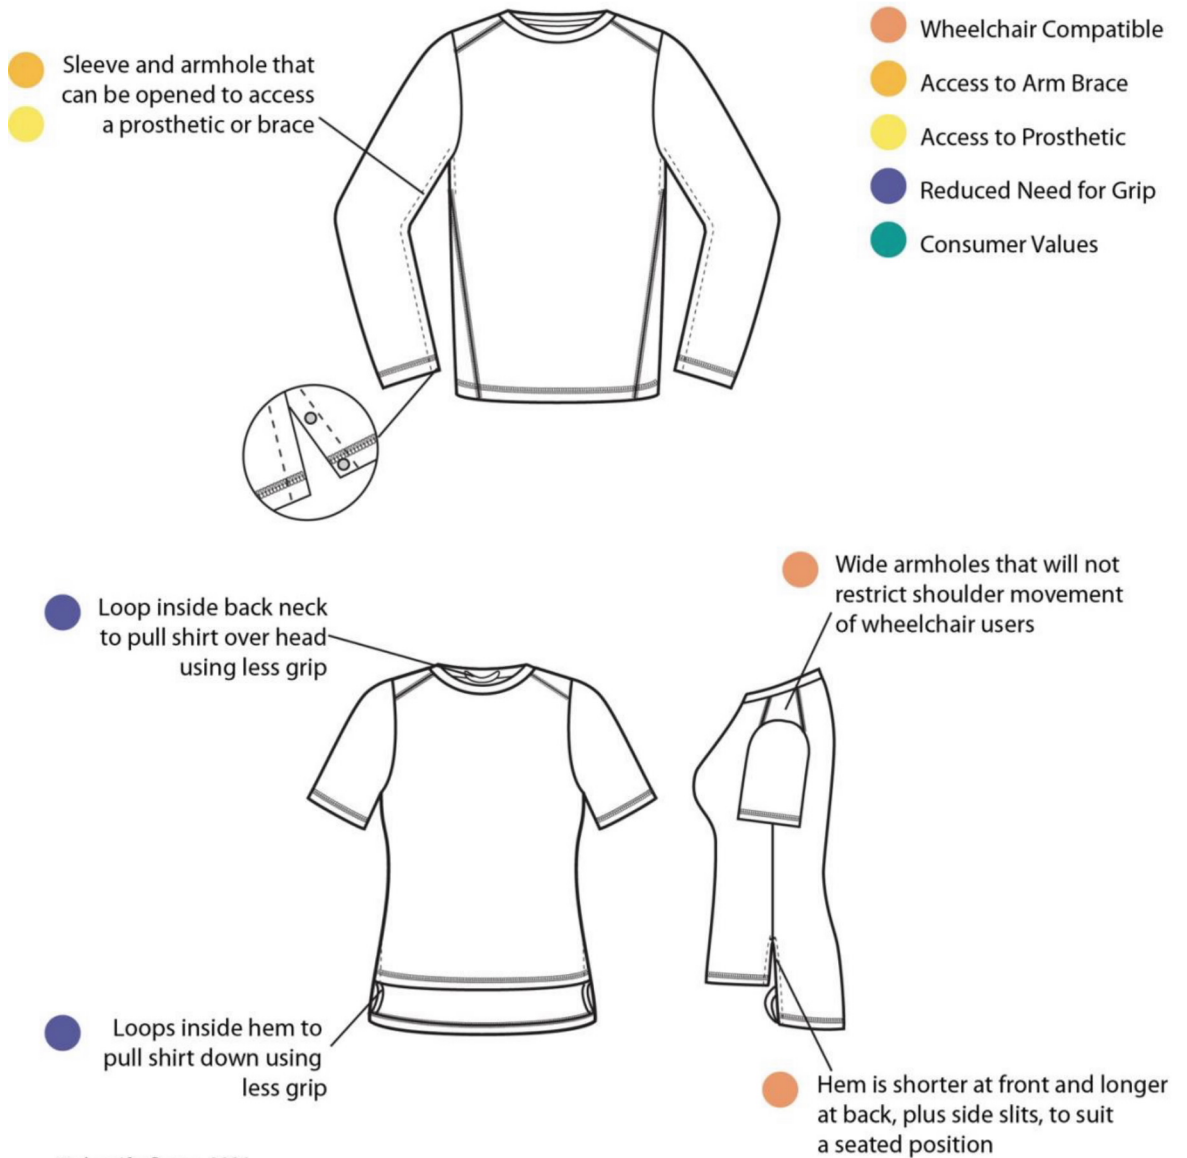 Sleeve and armhole that
can be opened to access
a prosthetic or brace
Wheelchair Compatible
Access to Arm Brace
Access to Prosthetic
Reduced Need for Grip
Consumer Values
Loop inside back neck
to pull shirt over head
using less grip
Wide armholes that will not
restrict shoulder movement
of wheelchair users
Loops inside hem to
pull shirt down using
less grip
Hem is shorter at front and longer
at back, plus side slits, to suit
a seated position